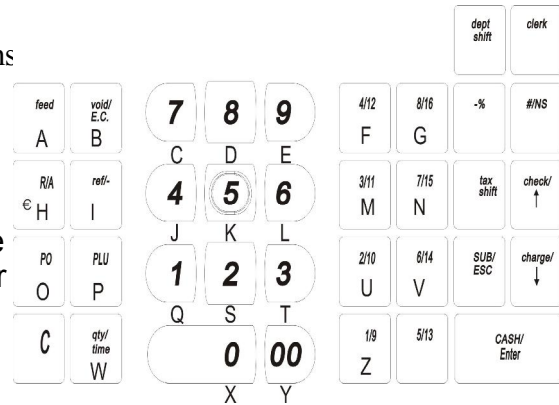 dept shift clerk
ns
feed void/ E.C. 7 8 9 4/12 8/16 -% #/NS
A B C D E F G
R/A ref/- 4 5 6 3/11 7/15 tax shift check/ ↑
€ H I J K L M N
e
r
PO PLU 1 2 3 2/10 6/14 SUB/ ESC charge/ ↓
O P Q S T U V
C qty/ time 0 00 1/9 5/13 CASH/ Enter
W X Y Z